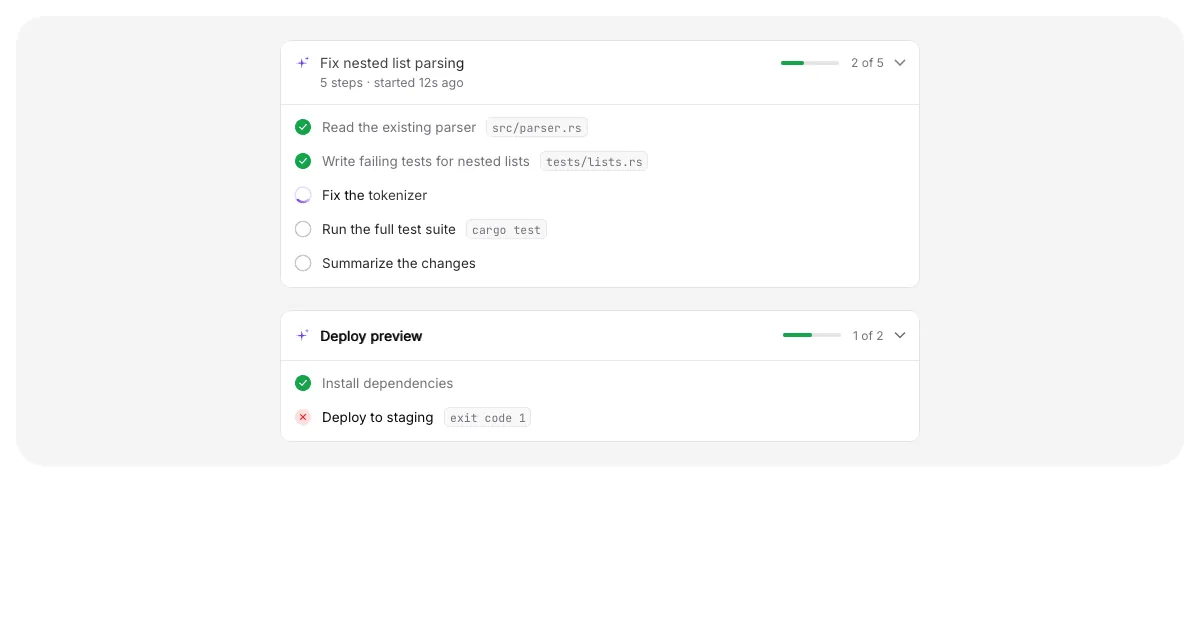 Fix nested list parsing
2 of 5
5 steps · started 12s ago
Read the existing parser src/parser.rs
Write failing tests for nested lists tests/lists.rs
Fix the tokenizer
Run the full test suite cargo test
Summarize the changes
Deploy preview
1 of 2
Install dependencies
Deploy to staging exit code 1